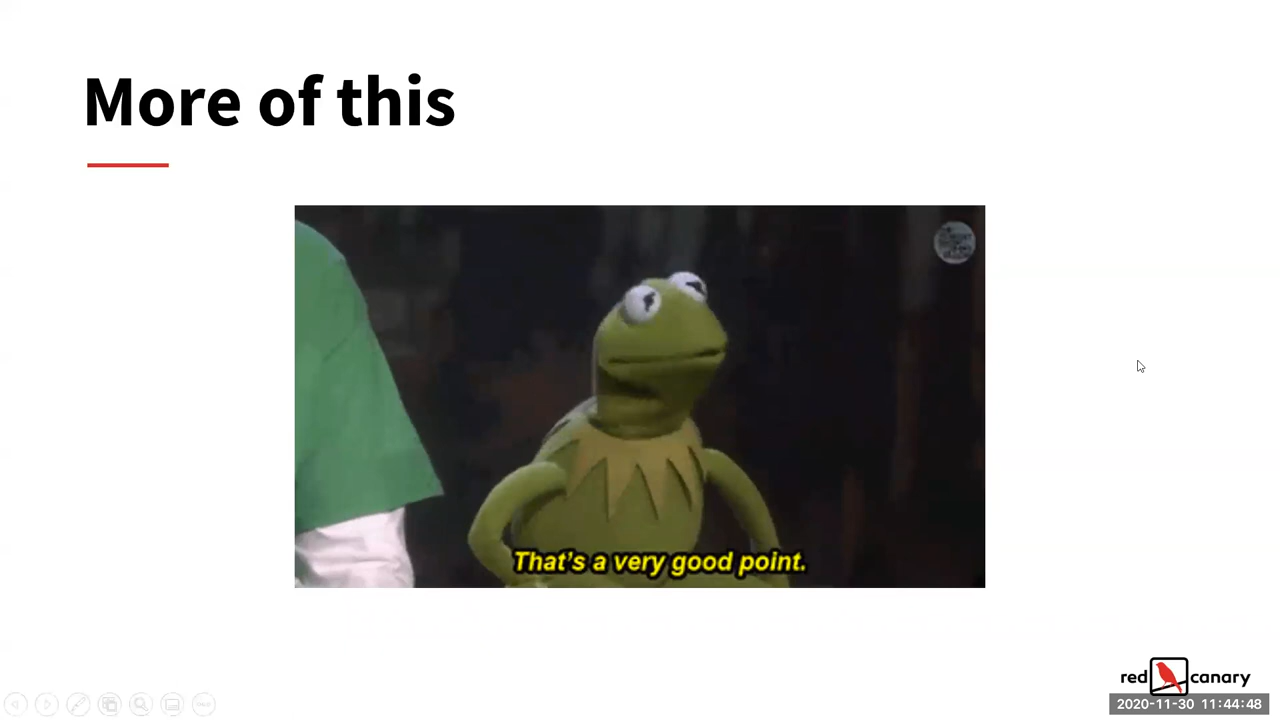 More of this
That's a very good point.
red canary
2020-11-30 11:44:48